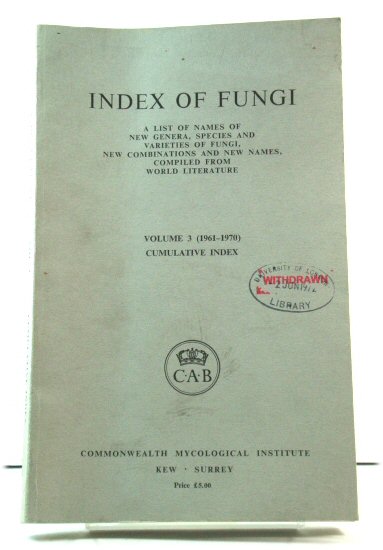 INDEX OF FUNGI
A LIST OF NAMES OF
NEW GENERA, SPECIES AND
VARIETIES OF FUNGI,
NEW COMBINATIONS AND NEW NAMES,
COMPILED FROM
WORLD LITERATURE
VOLUME 3 (1961–1970)
CUMULATIVE INDEX
UNIVERSITY OF
WITHDRAWN
LIBRARY
C·A·B
COMMONWEALTH MYCOLOGICAL INSTITUTE
KEW · SURREY
Price £5.00